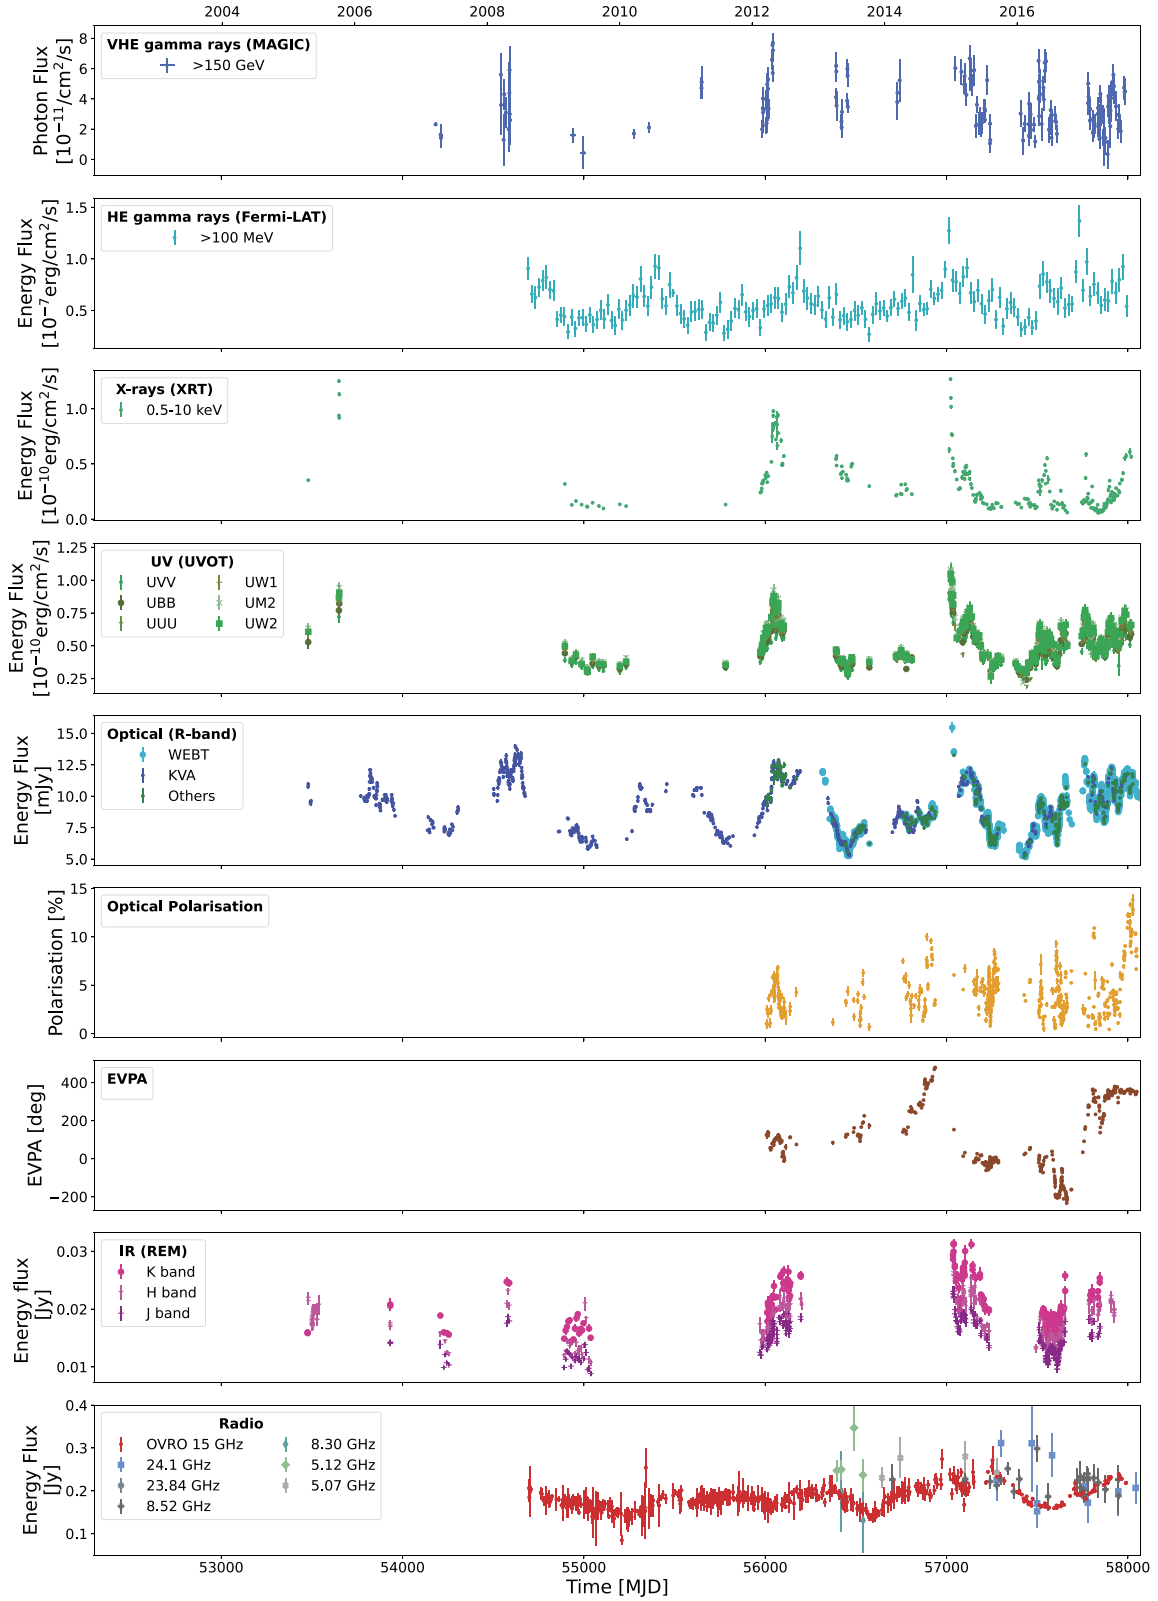 2004 2006 2008 2010 2012 2014 2016
VHE gamma rays (MAGIC)
>150 GeV
Photon Flux
[10⁻¹¹/cm²/s]
8
6
4
2
0
HE gamma rays (Fermi-LAT)
>100 MeV
Energy Flux
[10⁻⁷erg/cm²/s]
1.5
1.0
0.5
X-rays (XRT)
0.5-10 keV
Energy Flux
[10⁻¹⁰erg/cm²/s]
1.0
0.5
0.0
UV (UVOT)
UVV UW1
UBB UM2
UUU UW2
Energy Flux
[10⁻¹⁰erg/cm²/s]
1.25
1.00
0.75
0.50
0.25
Optical (R-band)
WEBT
KVA
Others
Energy Flux
[mJy]
15.0
12.5
10.0
7.5
5.0
Optical Polarisation
Polarisation [%]
15
10
5
0
EVPA
EVPA [deg]
400
200
0
−200
IR (REM)
K band
H band
J band
Energy flux
[Jy]
0.03
0.02
0.01
Radio
OVRO 15 GHz 8.30 GHz
24.1 GHz 5.12 GHz
23.84 GHz 5.07 GHz
8.52 GHz
Energy Flux
[Jy]
0.4
0.3
0.2
0.1
53000 54000 55000 56000 57000 58000
Time [MJD]